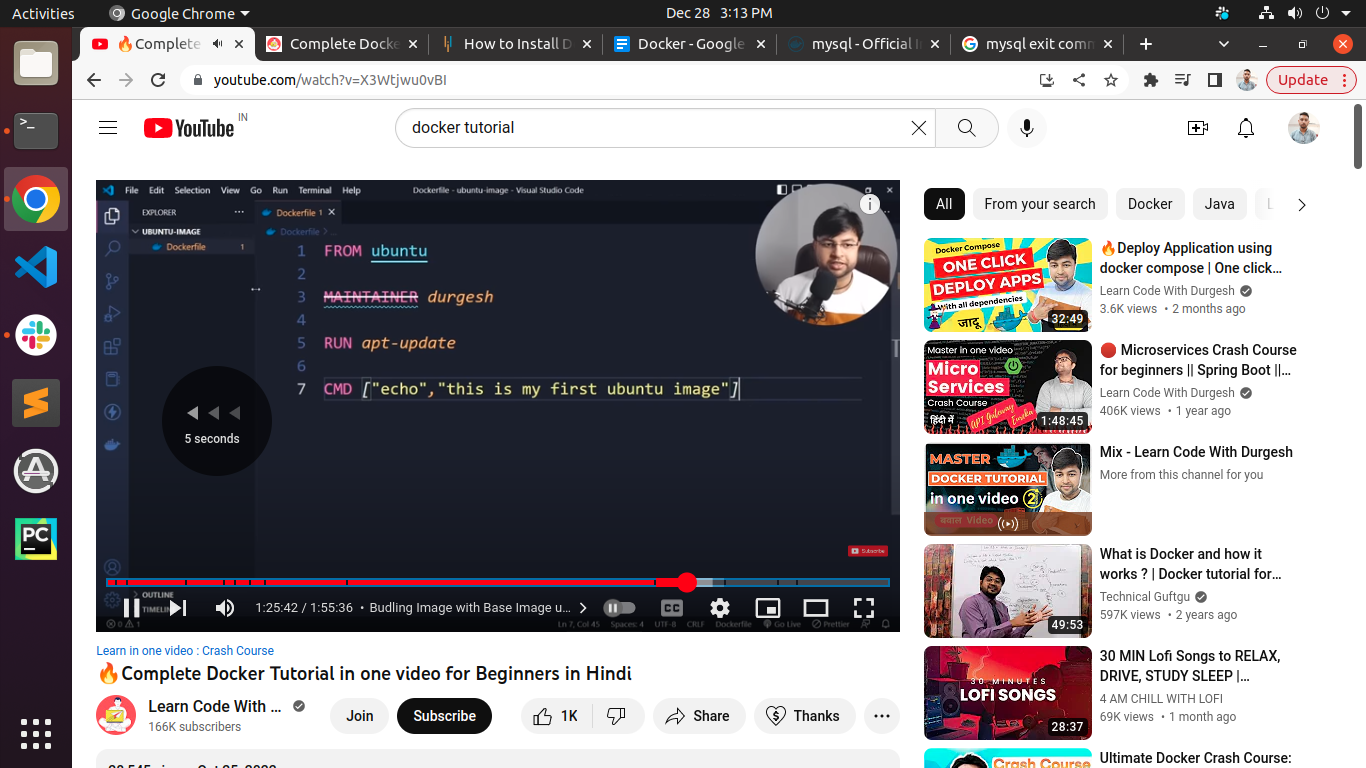 Activities
Google Chrome
Dec 28 3:13 PM
🔥Complete
Complete Docke
How to Install D
Docker - Google
mysql - Official I
mysql exit comm
youtube.com/watch?v=X3Wtjwu0vBI
Update
YouTube IN
docker tutorial
File Edit Selection View Go Run Terminal Help
Dockerfile - ubuntu-image - Visual Studio Code
EXPLORER
UBUNTU-IMAGE
Dockerfile 1
Dockerfile 1
Dockerfile > ...
1 FROM ubuntu
2
3 MAINTAINER durgesh
4
5 RUN apt-update
6
7 CMD ["echo","this is my first ubuntu image"]
5 seconds
Subscribe
OUTLINE
TIMELINE
1:25:42 / 1:55:36 • Budling Image with Base Image u...
CC
0 1
Ln 7, Col 45 Spaces: 4 UTF-8 CRLF Dockerfile Go Live Prettier
Learn in one video : Crash Course
🔥Complete Docker Tutorial in one video for Beginners in Hindi
Learn Code With ...
166K subscribers
Join
Subscribe
1K
Share
Thanks
All
From your search
Docker
Java
Docker Compose
ONE CLICK
DEPLOY APPS
With all dependencies
जादू
32:49
🔥Deploy Application using
docker compose | One click...
Learn Code With Durgesh
3.6K views • 2 months ago
Master in one video
Micro
Services
Crash Course
हिंदी में
API Gateway
Eureka
1:48:45
🔴 Microservices Crash Course
for beginners || Spring Boot ||...
Learn Code With Durgesh
406K views • 1 year ago
MASTER
DOCKER TUTORIAL
in one video 2
Mix - Learn Code With Durgesh
More from this channel for you
49:53
What is Docker and how it
works ? | Docker tutorial for...
Technical Guftgu
597K views • 2 years ago
30 MINUTES
LOFI SONGS
28:37
30 MIN Lofi Songs to RELAX,
DRIVE, STUDY SLEEP |...
4 AM CHILL WITH LOFI
69K views • 1 month ago
Crash Course
Ultimate Docker Crash Course: